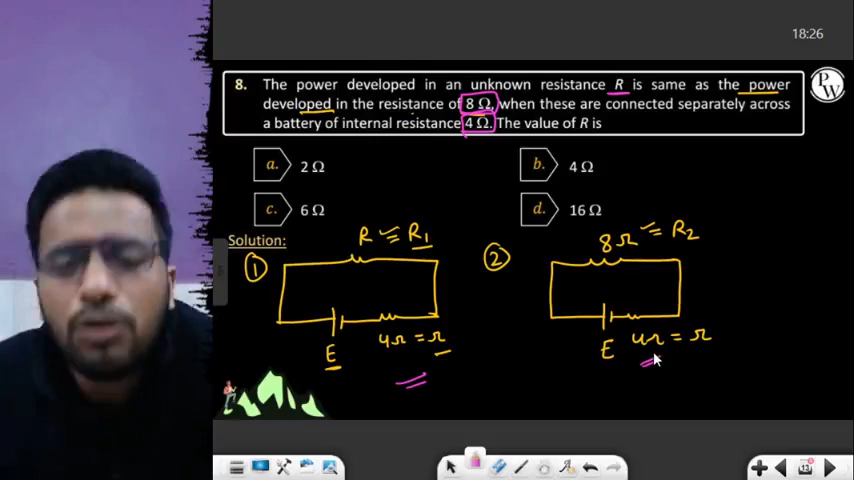 18:26
8. The power developed in an unknown resistance R is same as the power
developed in the resistance of 8 Ω, when these are connected separately across
a battery of internal resistance 4 Ω. The value of R is
PW
a. 2 Ω
b. 4 Ω
c. 6 Ω
d. 16 Ω
Solution:
R = R1
8Ω = R2
1
2
4Ω = r
E
4Ω = r
E